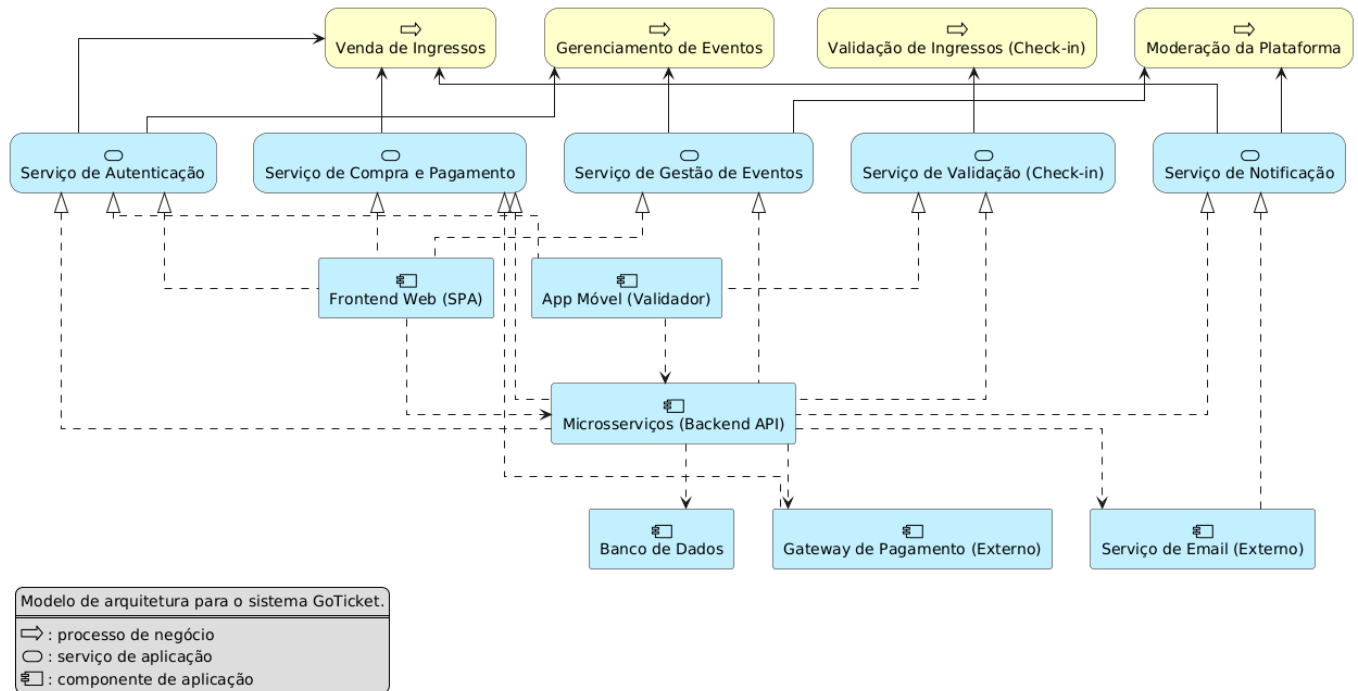 Venda de Ingressos
Gerenciamento de Eventos
Validação de Ingressos (Check-in)
Moderação da Plataforma
Serviço de Autenticação
Serviço de Compra e Pagamento
Serviço de Gestão de Eventos
Serviço de Validação (Check-in)
Serviço de Notificação
Frontend Web (SPA)
App Móvel (Validador)
Microsserviços (Backend API)
Banco de Dados
Gateway de Pagamento (Externo)
Serviço de Email (Externo)
Modelo de arquitetura para o sistema GoTicket.
: processo de negócio
: serviço de aplicação
: componente de aplicação